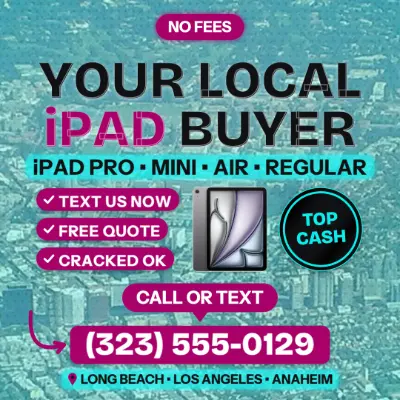 NO FEES
YOUR LOCAL
iPAD BUYER
iPAD PRO ▪ MINI ▪ AIR ▪ REGULAR
✓ TEXT US NOW
✓ FREE QUOTE
✓ CRACKED OK
TOP
CASH
CALL OR TEXT
(323) 555-0129
LONG BEACH ▪ LOS ANGELES ▪ ANAHEIM